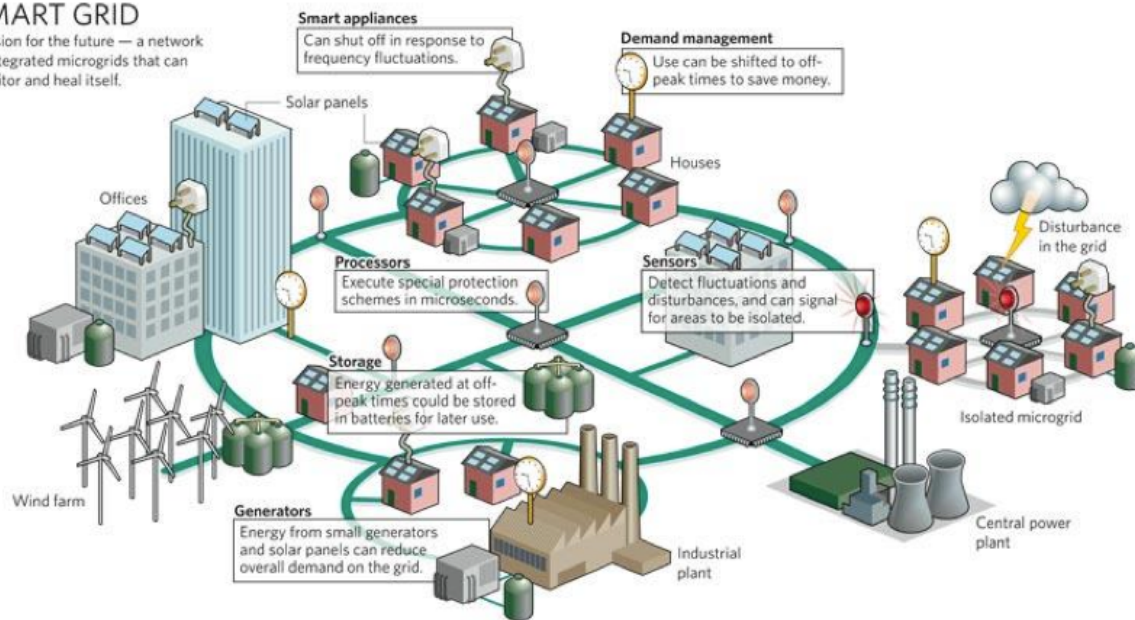 MART GRID
sion for the future — a network
tegrated microgrids that can
itor and heal itself.
Smart appliances
Can shut off in response to
frequency fluctuations.
Demand management
Use can be shifted to off-
peak times to save money.
Solar panels
Houses
Offices
Disturbance
in the grid
Processors
Execute special protection
schemes in microseconds.
Sensors
Detect fluctuations and
disturbances, and can signal
for areas to be isolated.
Storage
Energy generated at off-
peak times could be stored
in batteries for later use.
Isolated microgrid
Wind farm
Generators
Energy from small generators
and solar panels can reduce
overall demand on the grid.
Industrial
plant
Central power
plant